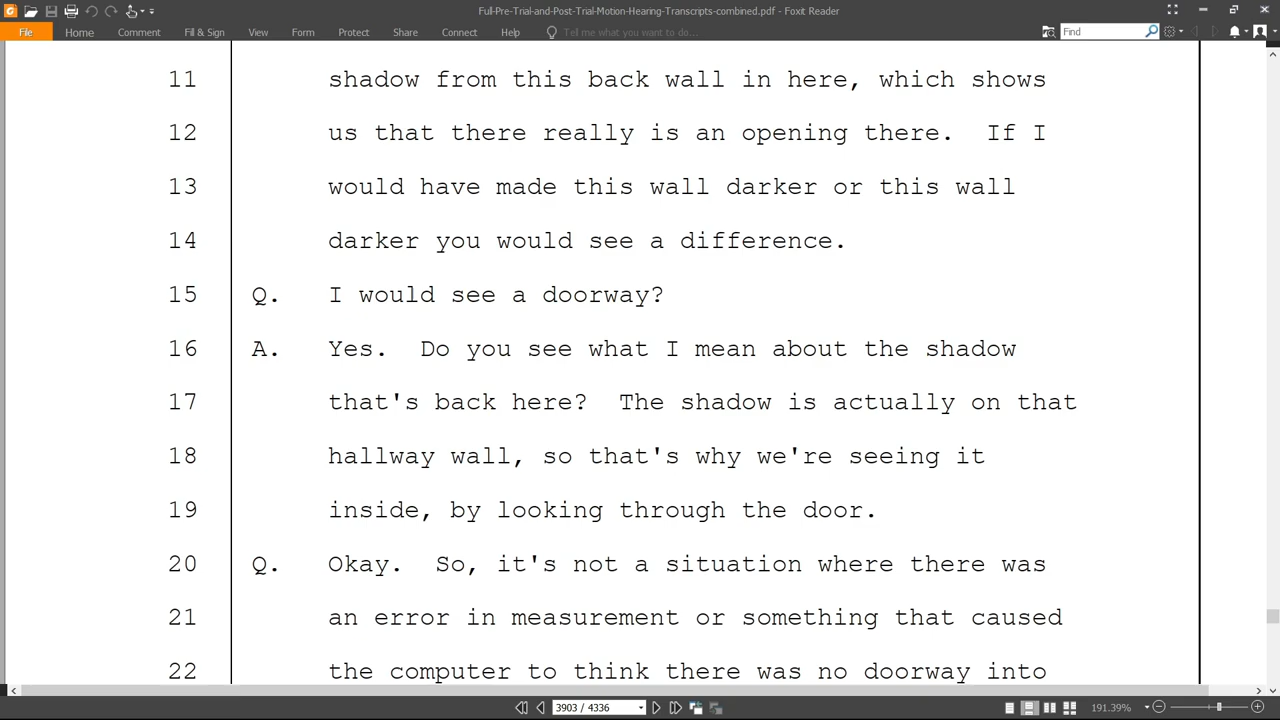 Full-Pre-Trial-and-Post-Trial-Motion-Hearing-Transcripts-combined.pdf - Foxit Reader
File Home Comment Fill & Sign View Form Protect Share Connect Help Tell me what you want to do... Find
11 shadow from this back wall in here, which shows
12 us that there really is an opening there. If I
13 would have made this wall darker or this wall
14 darker you would see a difference.
15 Q. I would see a doorway?
16 A. Yes. Do you see what I mean about the shadow
17 that's back here? The shadow is actually on that
18 hallway wall, so that's why we're seeing it
19 inside, by looking through the door.
20 Q. Okay. So, it's not a situation where there was
21 an error in measurement or something that caused
22 the computer to think there was no doorway into
3903 / 4336 191.39%